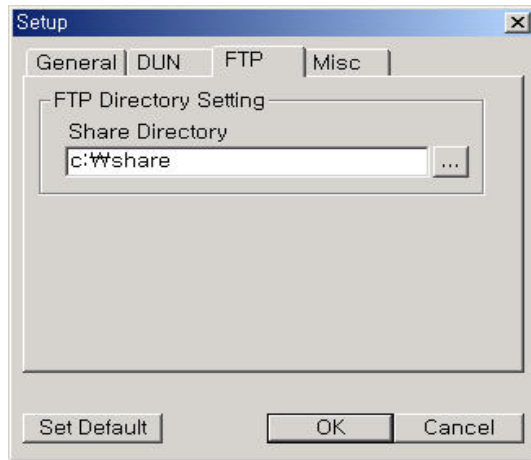 Setup
General DUN FTP Misc
FTP Directory Setting
Share Directory
c:₩share ...
Set Default OK Cancel